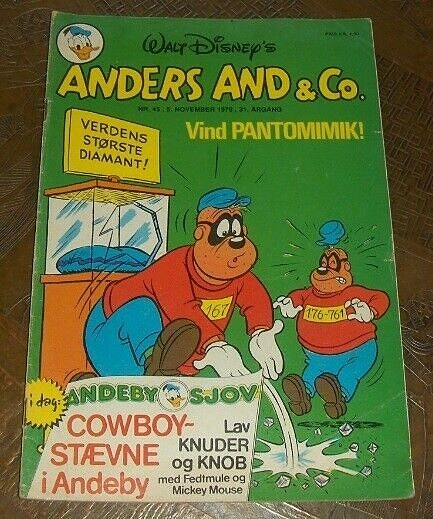 WALT DISNEY'S
ANDERS AND & Co.
NR. 45. 5. NOVEMBER 1979. 31. ÅRGANG
Vind PANTOMIMIK!
VERDENS
STØRSTE
DIAMANT!
167
176-761
i dag:
ANDEBY SJOV
COWBOY-
STÆVNE
i Andeby
Lav
KNUDER
og KNOB
med Fedtmule og
Mickey Mouse